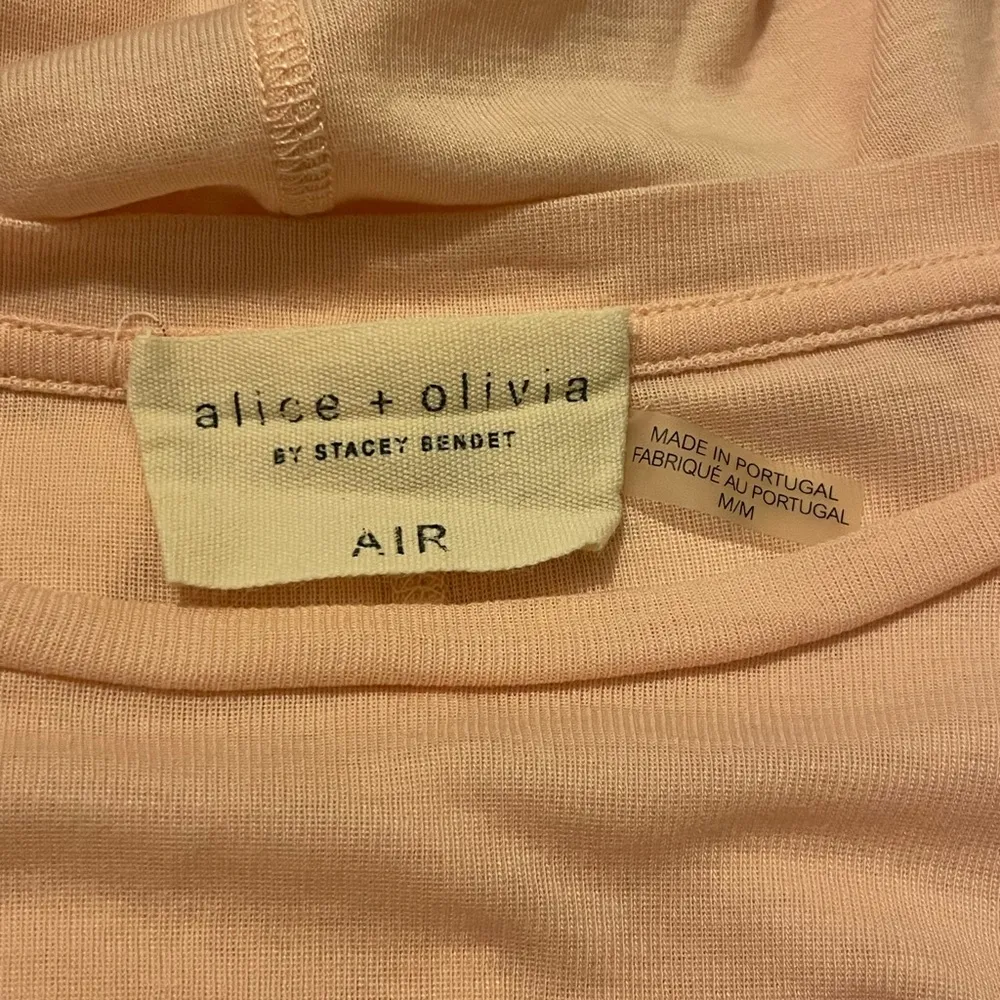 alice + olivia
BY STACEY BENDET
AIR
MADE IN PORTUGAL
FABRIQUÉ AU PORTUGAL
M/M